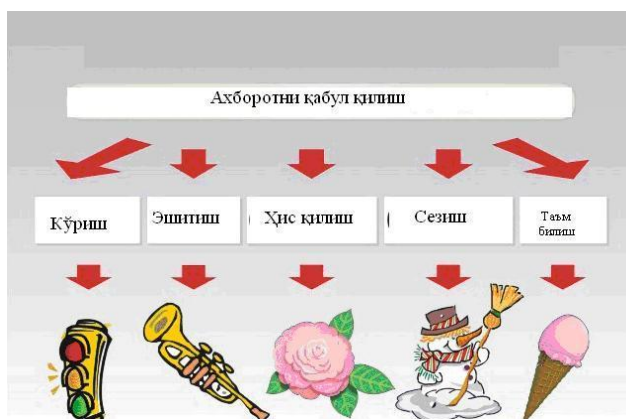 Ахборотни қабул қилиш
Кўриш
Эшитиш
Ҳис қилиш
Сезиш
Таъм
билиш